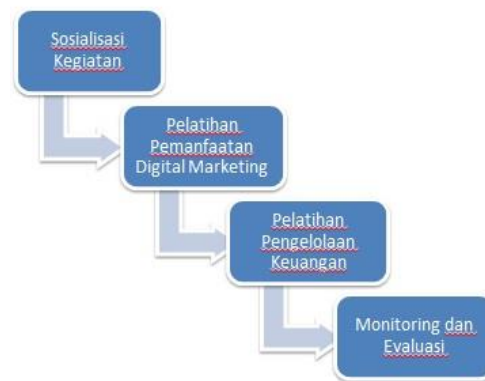 Sosialisasi
Kegiatan
Pelatihan
Pemanfaatan
Digital Marketing
Pelatihan
Pengelolaan
Keuangan
Monitoring dan
Evaluasi